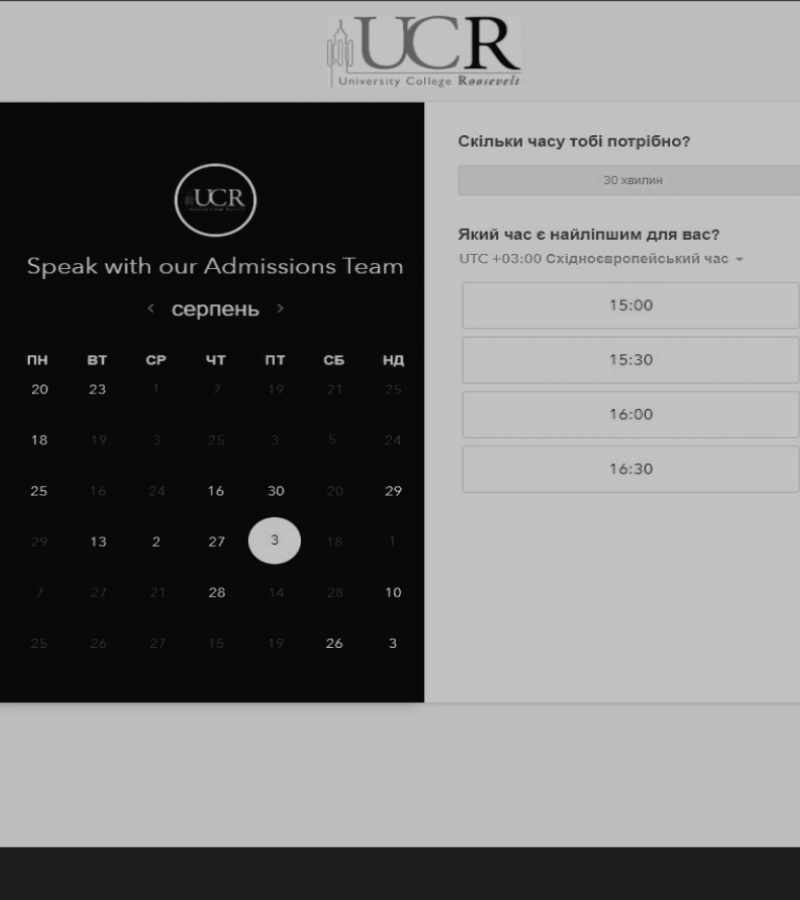 UCR
University College Roosevelt
UCR
Speak with our Admissions Team
серпень
ПН ВТ СР ЧТ ПТ СБ НД
20 23 1 7 19 21 25
18 19 3 25 3 5 24
25 16 24 16 30 20 29
29 13 2 27 3 18 1
7 27 21 28 14 28 10
25 26 27 15 19 26 3
Скільки часу тобі потрібно?
30 хвилин
Який час є найліпшим для вас?
UTC +03:00 Східноєвропейський час
15:00
15:30
16:00
16:30